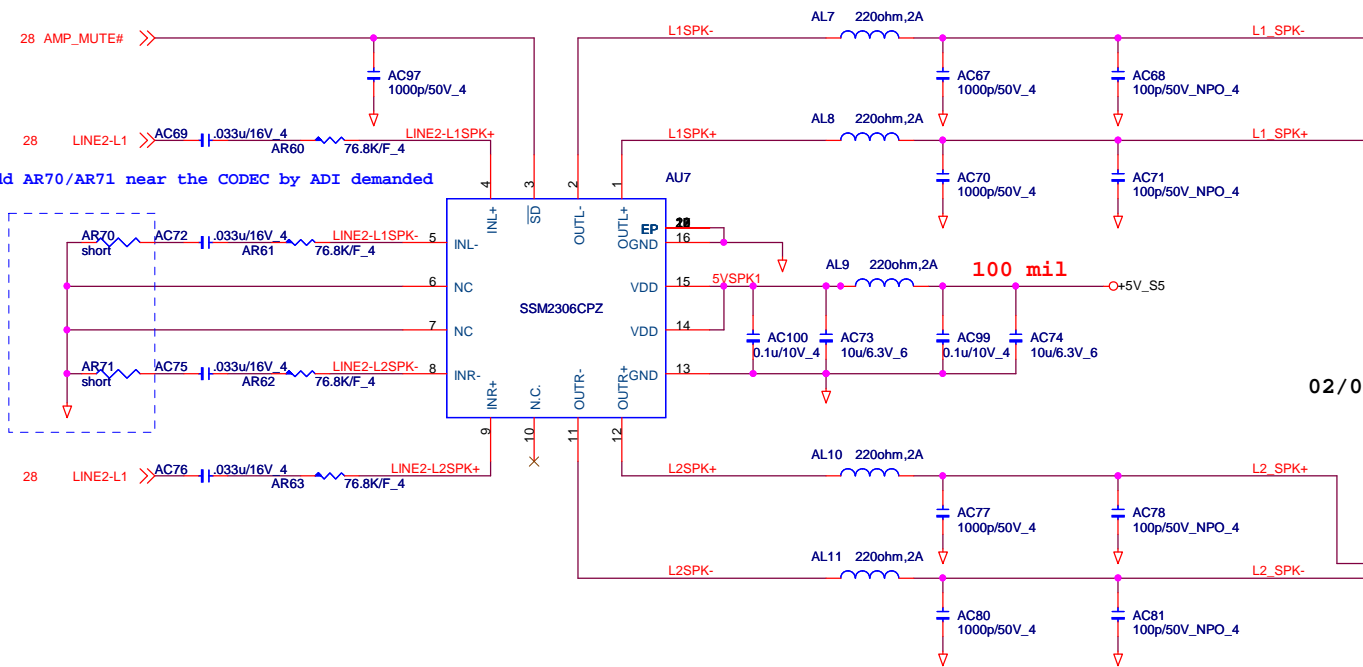 AL7 220ohm,2A
28 AMP_MUTE#
L1SPK-
L1_SPK-
AC97
1000p/50V_4
AC67
1000p/50V_4
AC68
100p/50V_NPO_4
AL8 220ohm,2A
28 LINE2-L1
AC69 .033u/16V_4
AR60
76.8K/F_4
LINE2-L1SPK+
L1SPK+
L1_SPK+
AC70
1000p/50V_4
AC71
100p/50V_NPO_4
AR70/AR71 near the CODEC by ADI demanded
4 3 2 1
AU7
INL+ SD OUTL- OUTL+
AR70
short
AC72 .033u/16V_4
AR61
76.8K/F_4
LINE2-L1SPK-
5 INL-
EP
OGND 16
6 NC
VDD 15
5VSPK1
AL9 220ohm,2A
100 mil
+5V_S5
SSM2306CPZ
7 NC
VDD 14
AC100
0.1u/10V_4
AC73
10u/6.3V_6
AC99
0.1u/10V_4
AC74
10u/6.3V_6
AR71
short
AC75 .033u/16V_4
AR62
76.8K/F_4
LINE2-L2SPK-
8 INR-
GND 13
02/0
INR+ N.C. OUTR- OUTR+
9 10 11 12
28 LINE2-L1
AC76 .033u/16V_4
AR63
76.8K/F_4
LINE2-L2SPK+
AL10 220ohm,2A
L2SPK+
L2_SPK+
AC77
1000p/50V_4
AC78
100p/50V_NPO_4
AL11 220ohm,2A
L2SPK-
L2_SPK-
AC80
1000p/50V_4
AC81
100p/50V_NPO_4